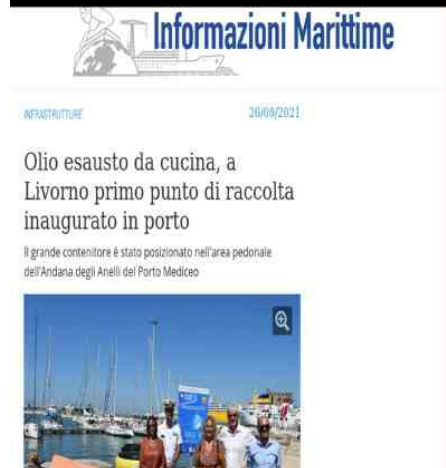 Informazioni Marittime
INFRASTRUTTURE 26/08/2021
Olio esausto da cucina, a
Livorno primo punto di raccolta
inaugurato in porto
Il grande contenitore è stato posizionato nell'area pedonale
dell'Andana degli Anelli del Porto Mediceo